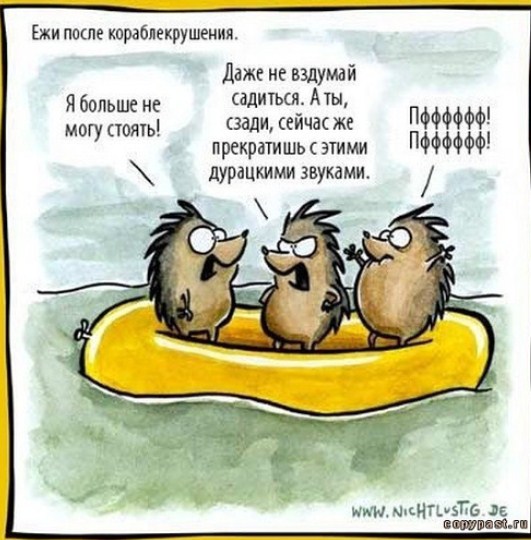 Ежи после кораблекрушения.
Я больше не
могу стоять!
Даже не вздумай
садиться. А ты,
сзади, сейчас же
прекратишь с этими
дурацкими звуками.
Пффффф!
Пффффф!
WWW.NICHTLUSTIG.DE
copypast.ru